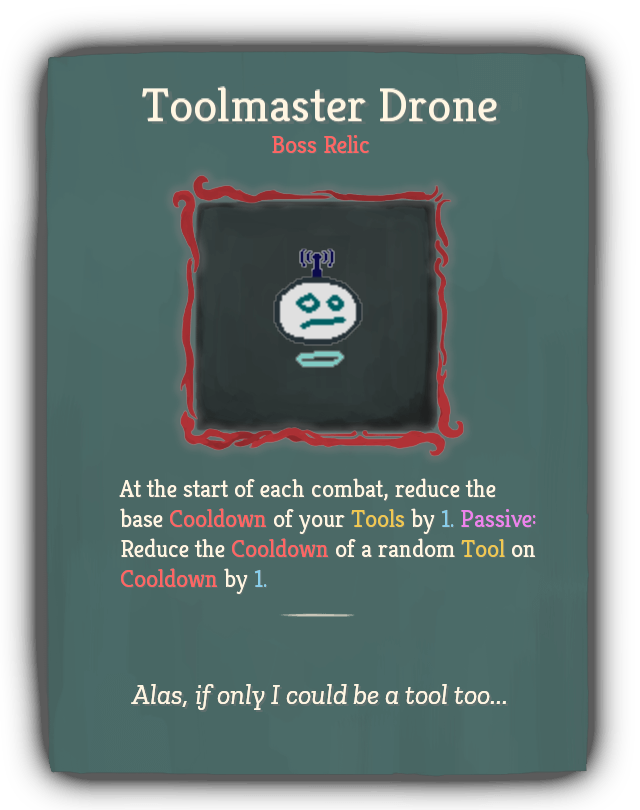 Toolmaster Drone
Boss Relic
At the start of each combat, reduce the
base Cooldown of your Tools by 1. Passive:
Reduce the Cooldown of a random Tool on
Cooldown by 1.
Alas, if only I could be a tool too...